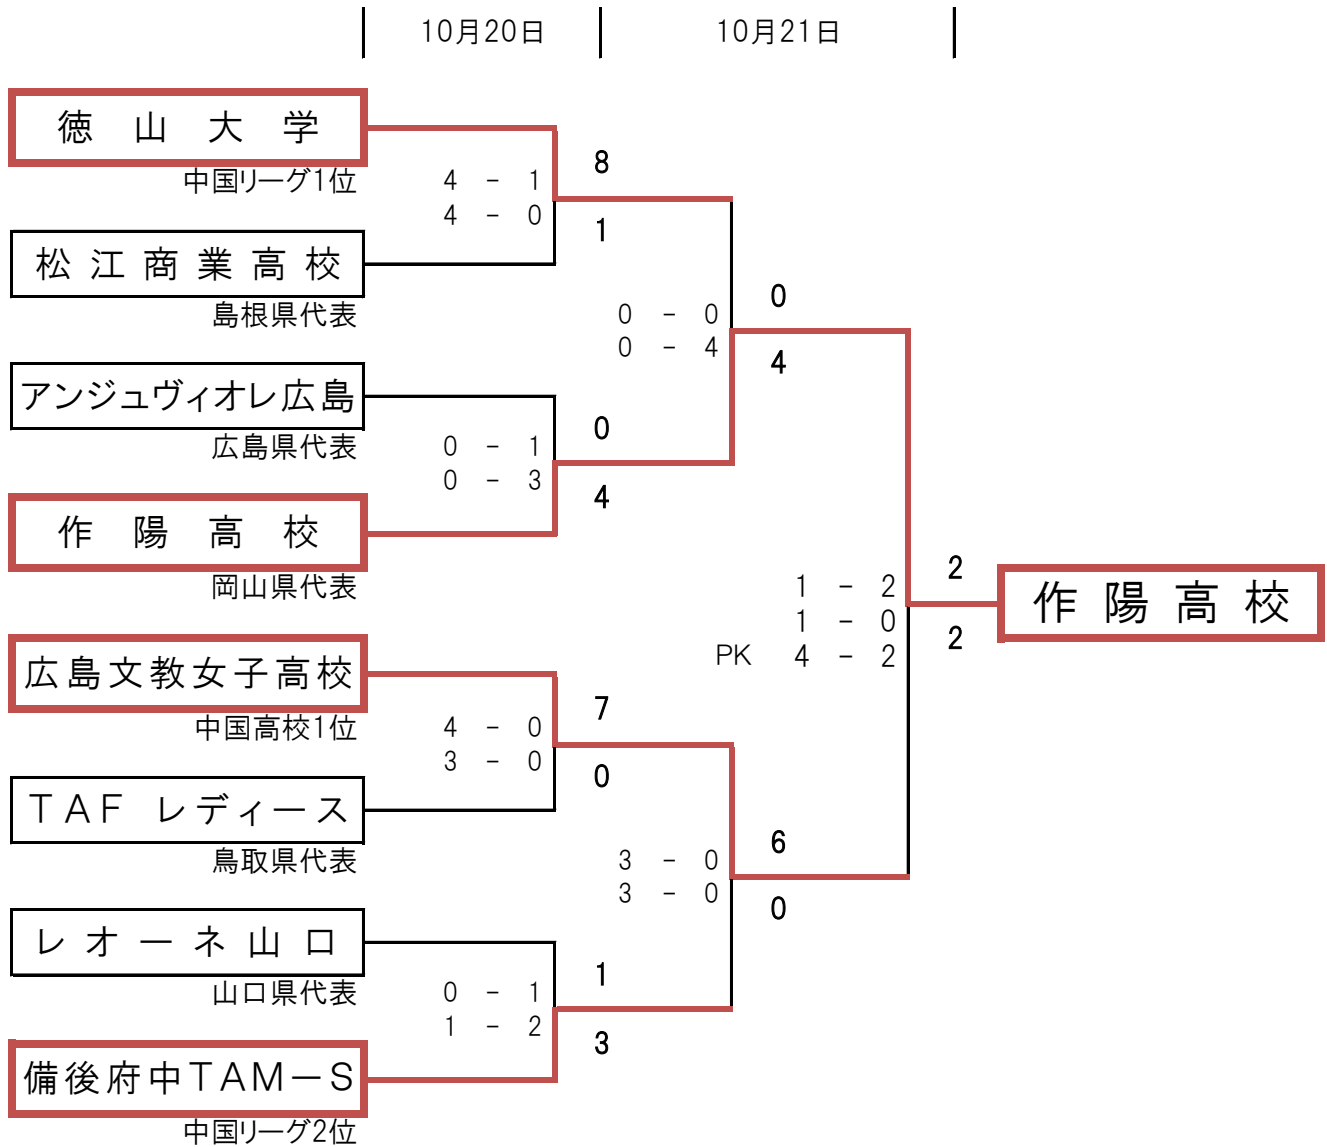 10月20日
10月21日
徳山大学
中国リーグ1位
8
4 - 1
4 - 0
1
松江商業高校
島根県代表
0
0 - 0
0 - 4
4
アンジュヴィオレ広島
広島県代表
0
0 - 1
0 - 3
4
作陽高校
岡山県代表
2
1 - 2
1 - 0
PK 4 - 2
2
作陽高校
広島文教女子高校
中国高校1位
7
4 - 0
3 - 0
0
TAF レディース
鳥取県代表
6
3 - 0
3 - 0
0
レオーネ山口
山口県代表
1
0 - 1
1 - 2
3
備後府中TAM－S
中国リーグ2位